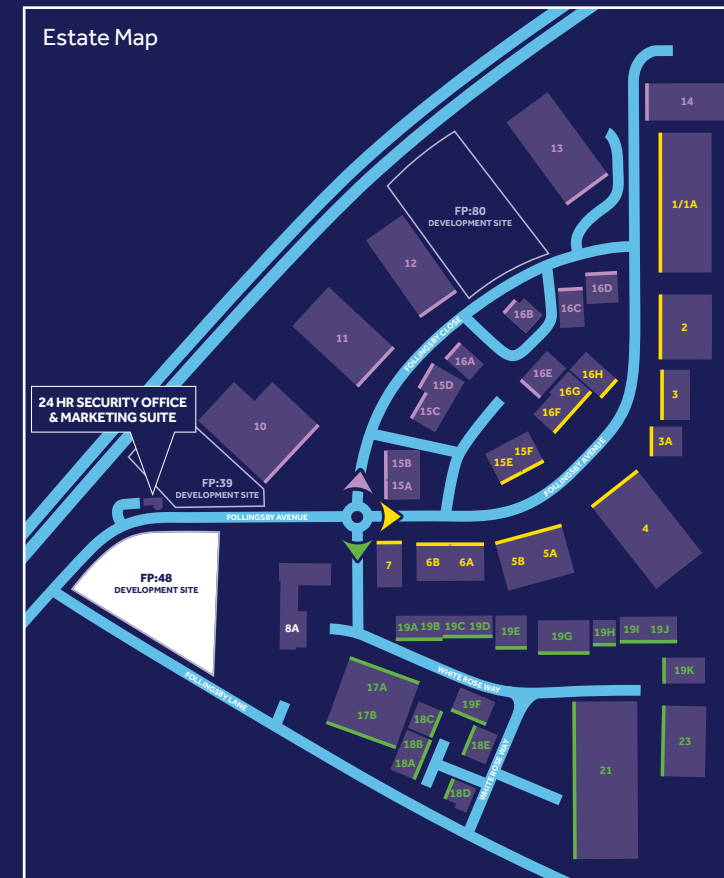 Estate Map
14
13
1/1A
FP:80
DEVELOPMENT SITE
12
16D
16C
16B
2
11
FOLLINGSBY CLOSE
16A
16E
16H
15D
16G
3
15C
16F
24 HR SECURITY OFFICE
& MARKETING SUITE
10
3A
15F
15B
15E
FOLLINGSBY AVENUE
FP:39
DEVELOPMENT SITE
15A
FOLLINGSBY AVENUE
4
5A
5B
7
6B
6A
FP:48
DEVELOPMENT SITE
8A
19A
19B
19C
19D
19E
19G
19H
19I
19J
19K
WHITE ROSE WAY
17A
FOLLINGSBY LANE
19F
17B
18C
18B
18E
23
18A
WHITE ROSE WAY
21
18D